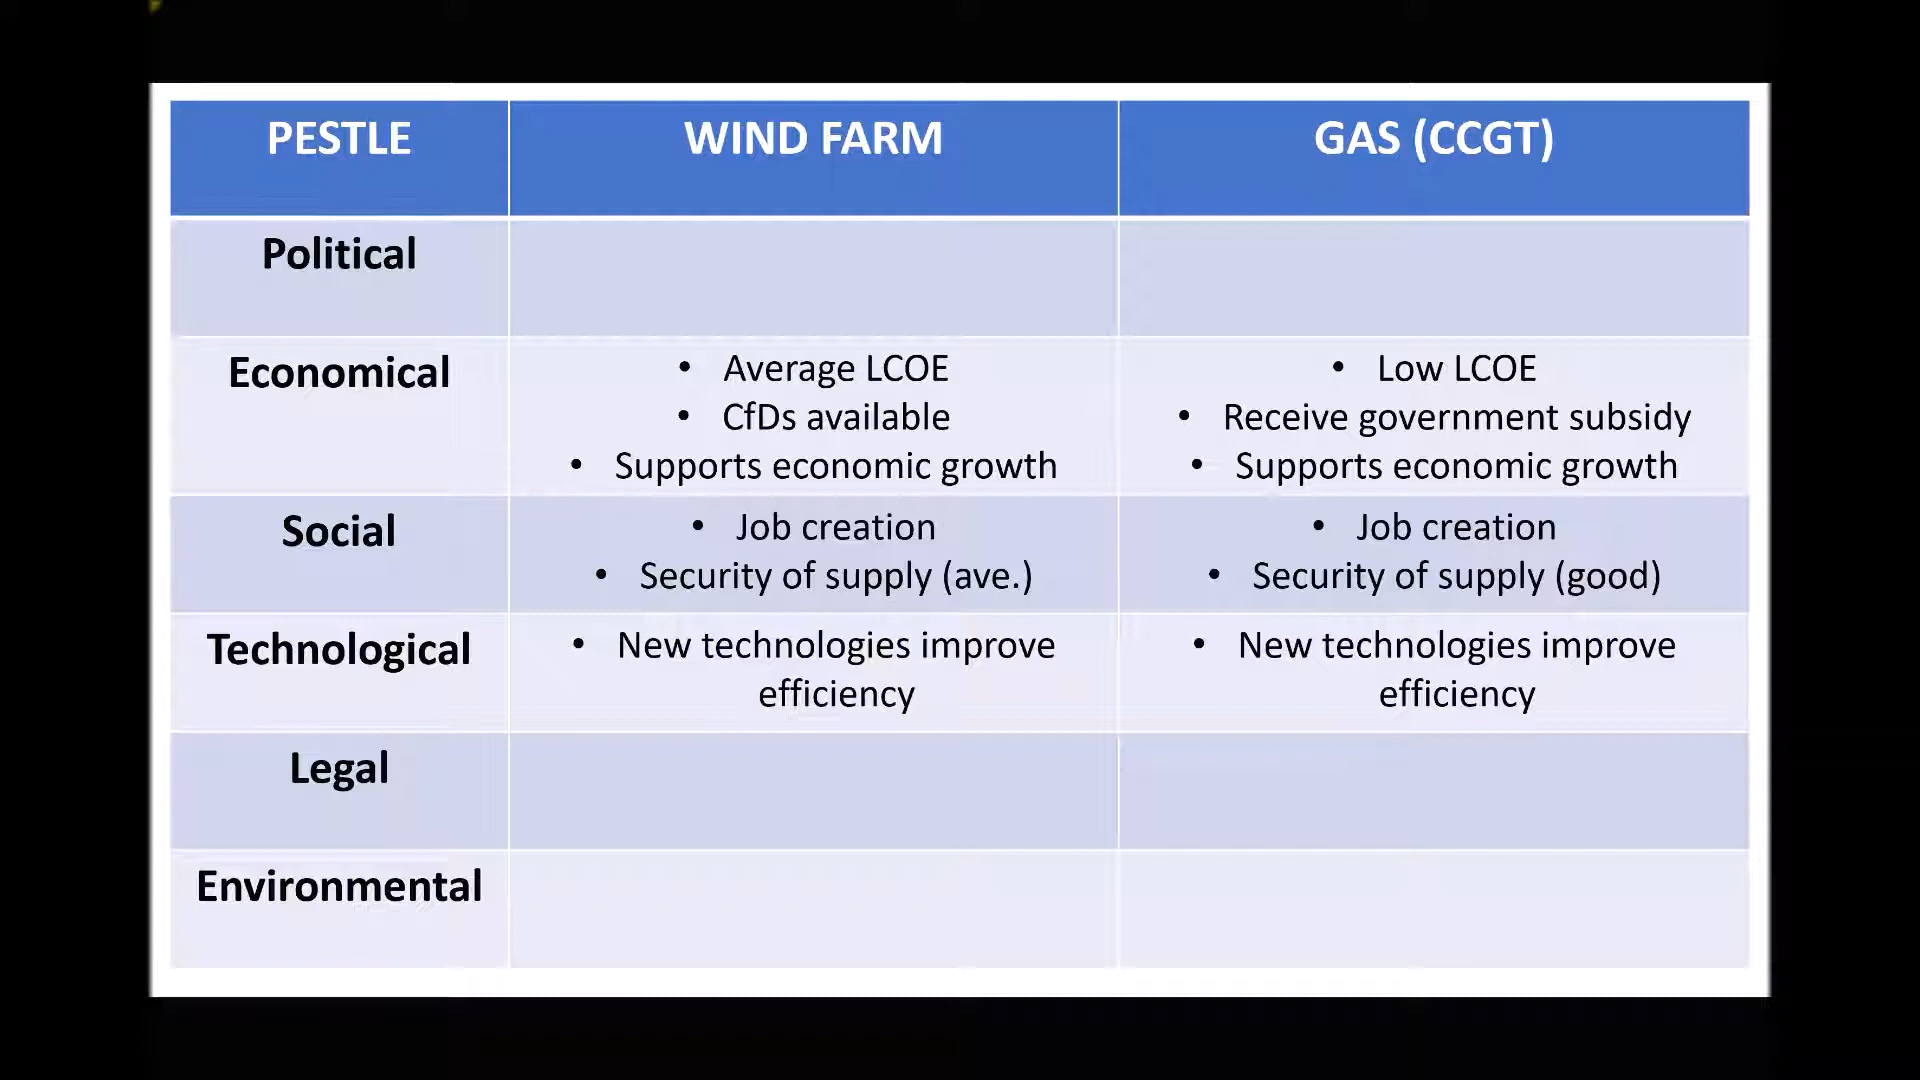 PESTLE
WIND FARM
GAS (CCGT)
Political
Economical
• Average LCOE
• CfDs available
• Supports economic growth
• Low LCOE
• Receive government subsidy
• Supports economic growth
Social
• Job creation
• Security of supply (ave.)
• Job creation
• Security of supply (good)
Technological
• New technologies improve
efficiency
• New technologies improve
efficiency
Legal
Environmental